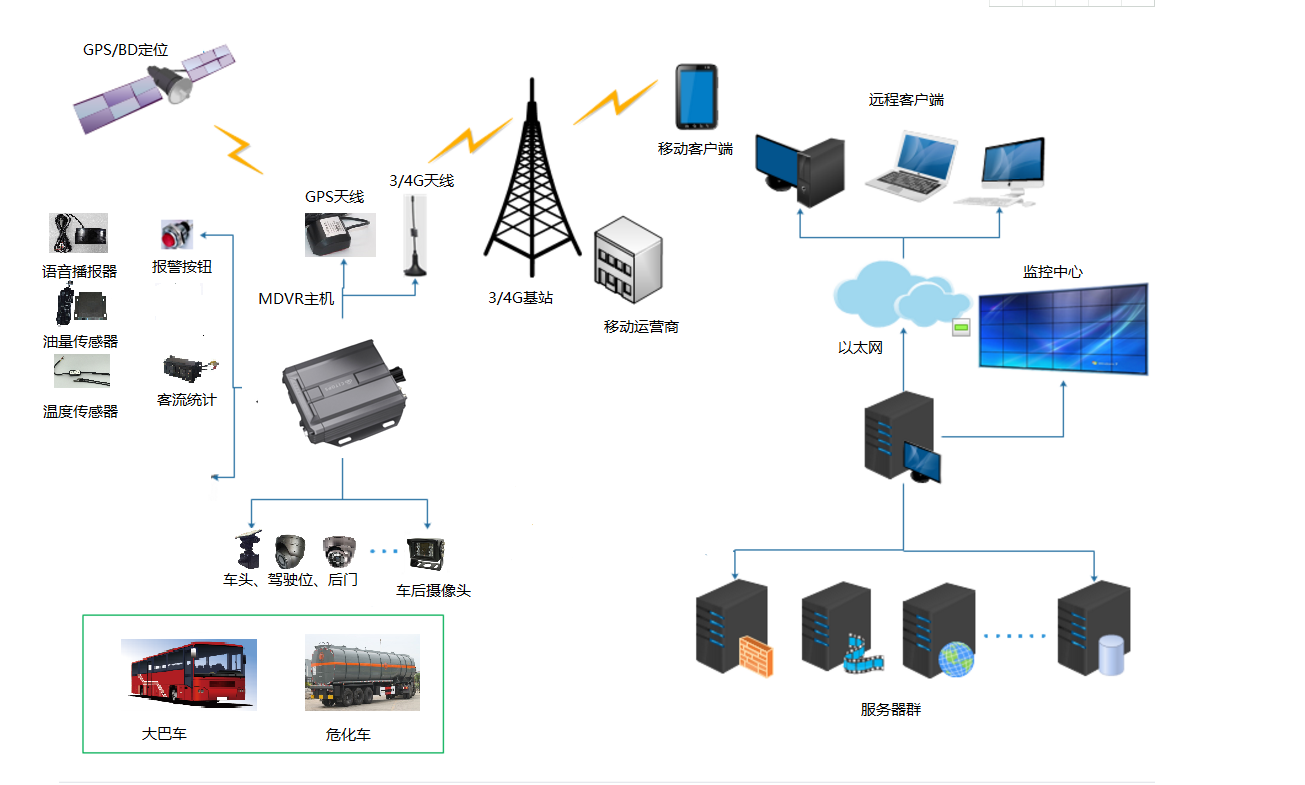 GPS/BD定位
远程客户端
移动客户端
3/4G天线
GPS天线
语音播报器
报警按钮
监控中心
MDVR主机
3/4G基站
移动运营商
油量传感器
以太网
客流统计
温度传感器
车头、驾驶位、后门
车后摄像头
服务器群
大巴车
危化车